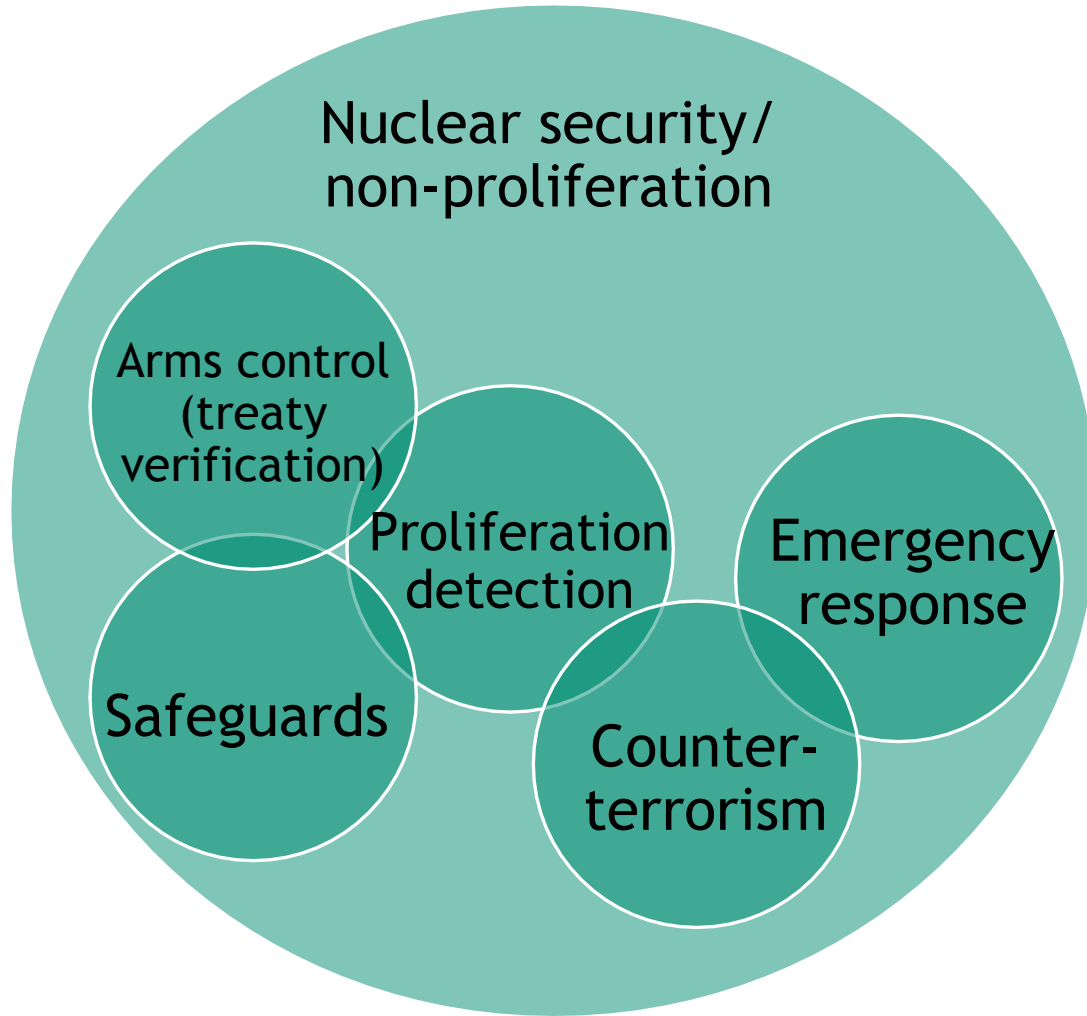 Nuclear security/
non-proliferation
Arms control
(treaty
verification)
Proliferation
detection
Emergency
response
Safeguards
Counter-
terrorism